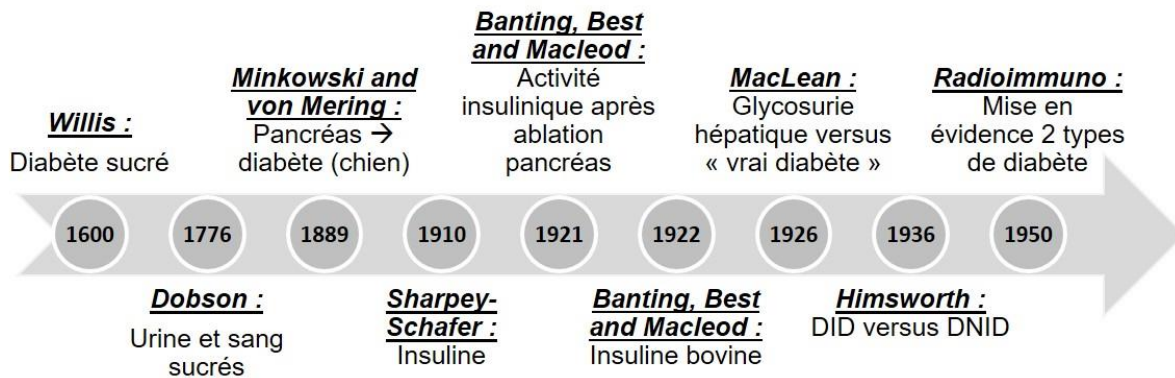 Willis :
Diabète sucré
1600
Dobson :
Urine et sang
sucrés
1776
Minkowski and
von Mering :
Pancréas →
diabète (chien)
1889
Sharpey-
Schafer :
Insuline
1910
Banting, Best
and Macleod :
Activité
insulinique après
ablation
pancréas
1921
Banting, Best
and Macleod :
Insuline bovine
1922
MacLean :
Glycosurie
hépatique versus
« vrai diabète »
1926
Himsworth :
DID versus DNID
1936
Radioimmuno :
Mise en
évidence 2 types
de diabète
1950